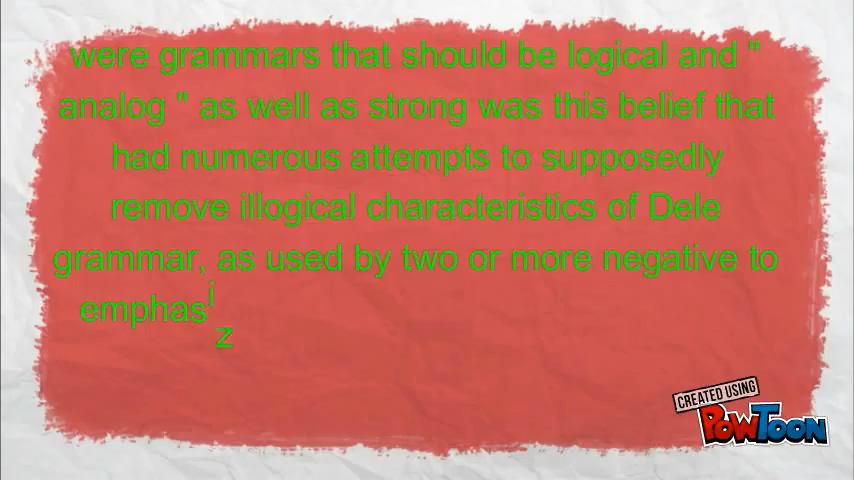 were grammars that should be logical and "
analog " as well as strong was this belief that
had numerous attempts to supposedly
remove illogical characteristics of Dele
grammar, as used by two or more negative to
emphasiz
CREATED USING
POWTOON